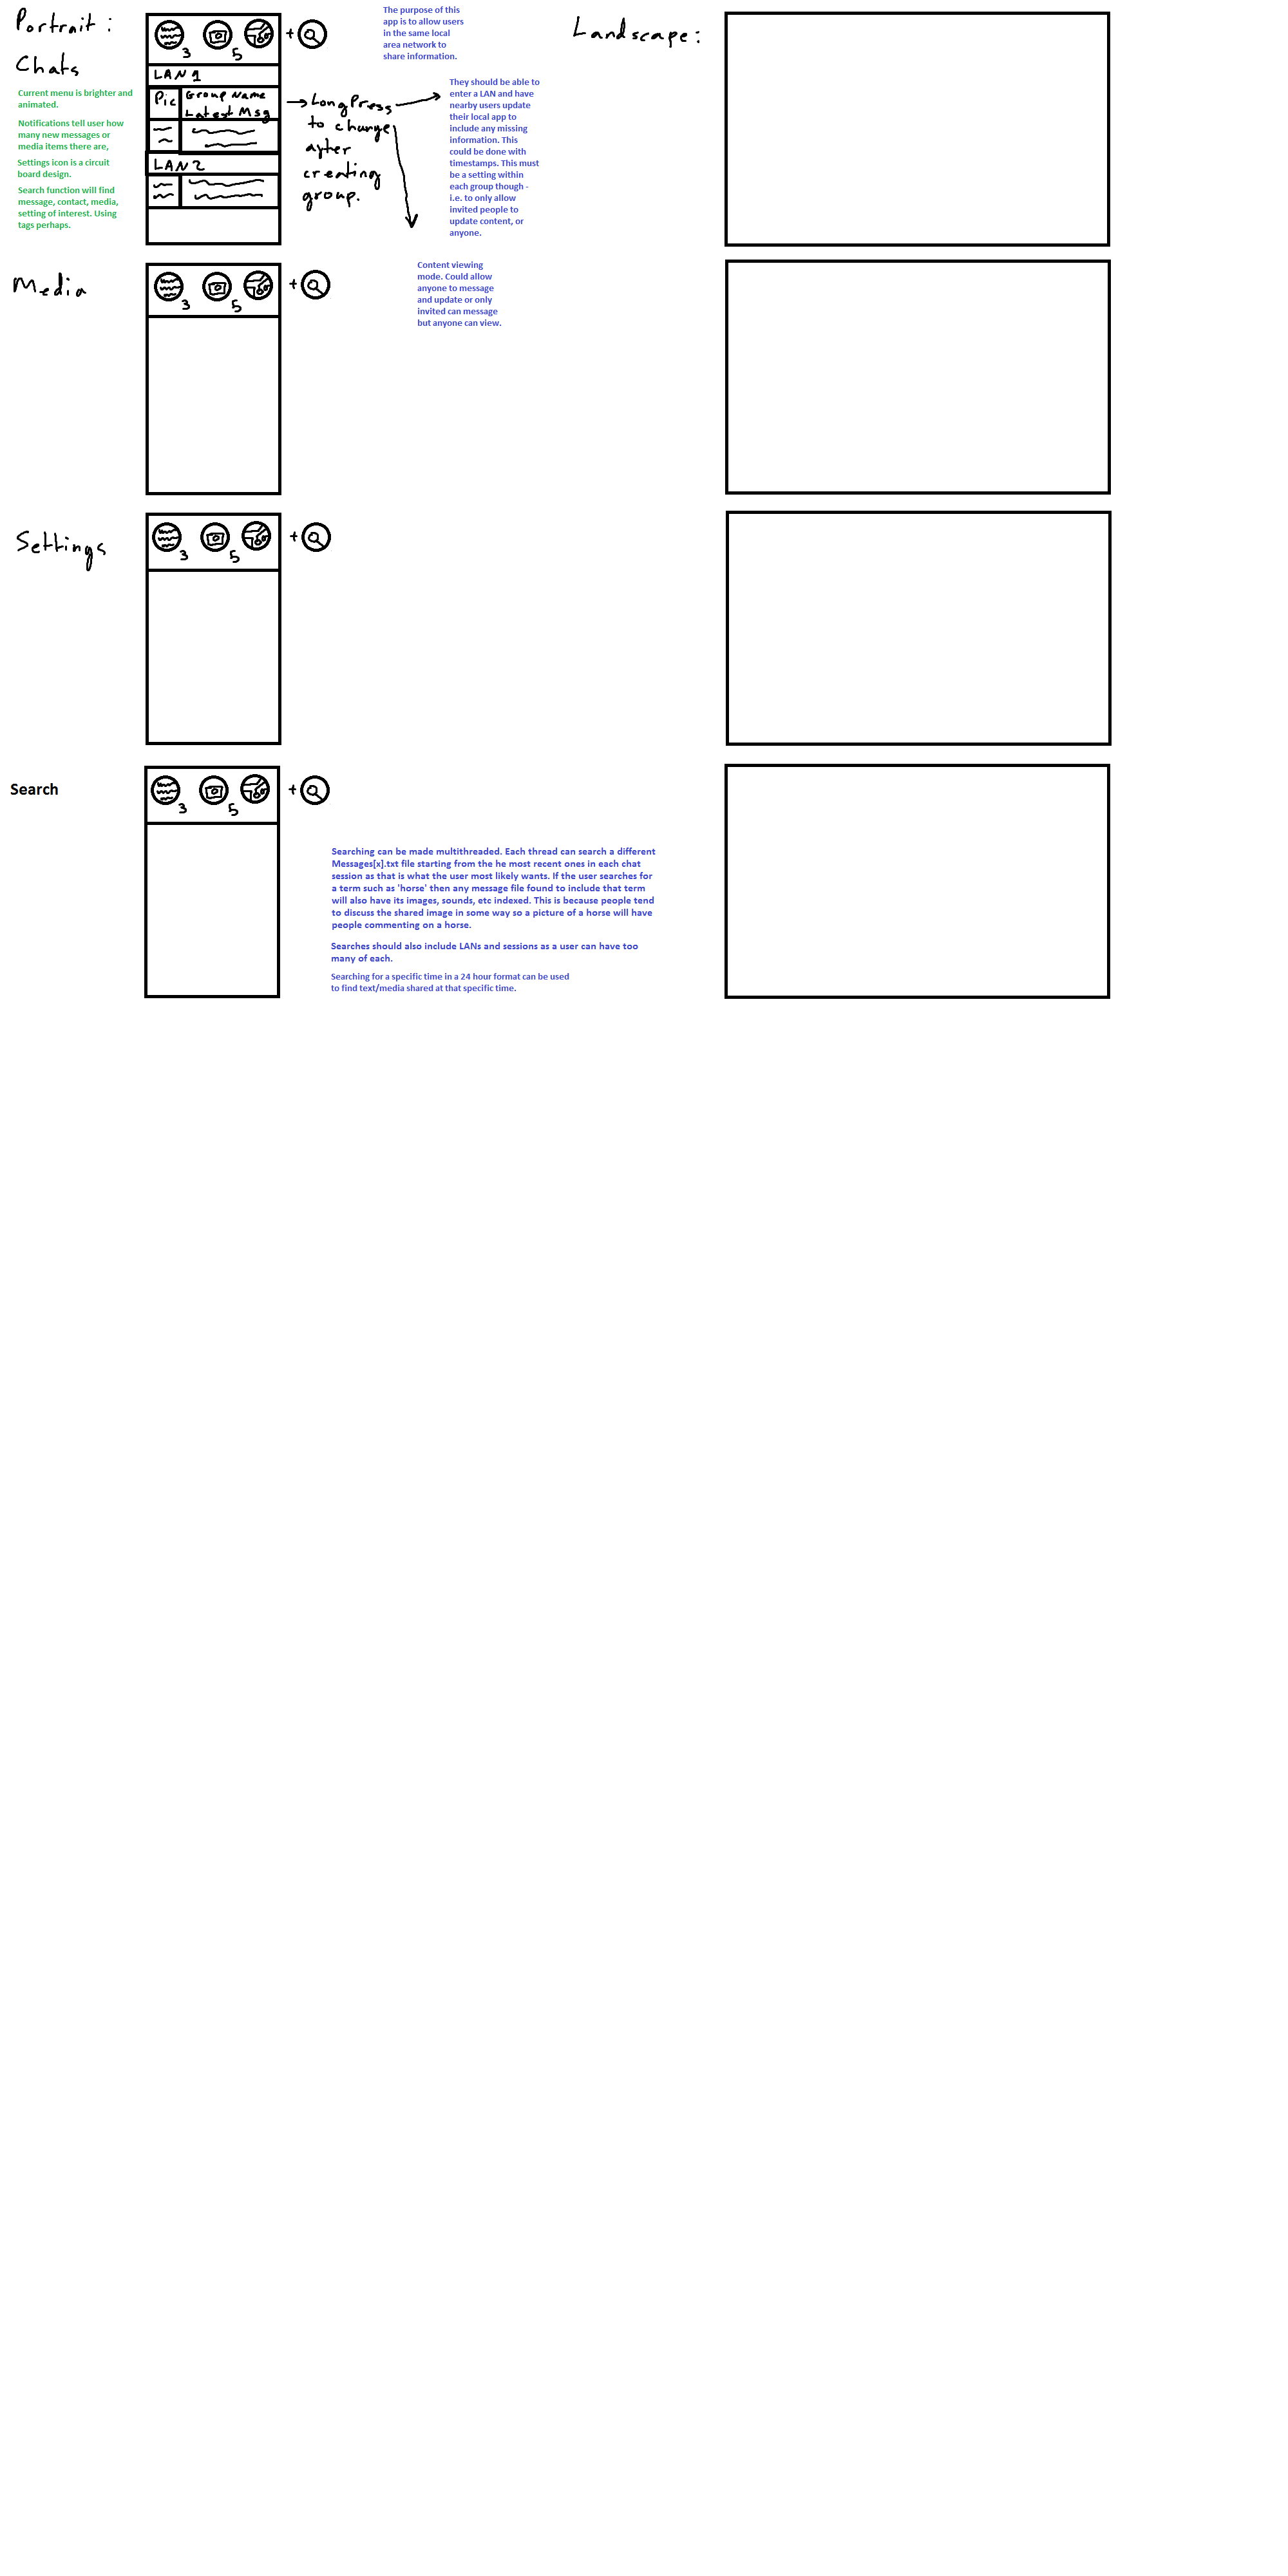 Portrait:
Chats
Current menu is brighter and
animated.
Notifications tell user how
many new messages or
media items there are,
Settings icon is a circuit
board design.
Search function will find
message, contact, media,
setting of interest. Using
tags perhaps.
3
5
+
LAN 1
Pic
Group Name
Latest Msg
LAN 2
Long Press
to change
ayter
creating
group.
The purpose of this
app is to allow users
in the same local
area network to
share information.
They should be able to
enter a LAN and have
nearby users update
their local app to
include any missing
information. This
could be done with
timestamps. This must
be a setting within
each group though -
i.e. to only allow
invited people to
update content, or
anyone.
Content viewing
mode. Could allow
anyone to message
and update or only
invited can message
but anyone can view.
Landscape:
Media
3
5
+
Settings
3
5
+
Search
3
5
+
Searching can be made multithreaded. Each thread can search a different
Messages[x].txt file starting from the he most recent ones in each chat
session as that is what the user most likely wants. If the user searches for
a term such as 'horse' then any message file found to include that term
will also have its images, sounds, etc indexed. This is because people tend
to discuss the shared image in some way so a picture of a horse will have
people commenting on a horse.
Searches should also include LANs and sessions as a user can have too
many of each.
Searching for a specific time in a 24 hour format can be used
to find text/media shared at that specific time.